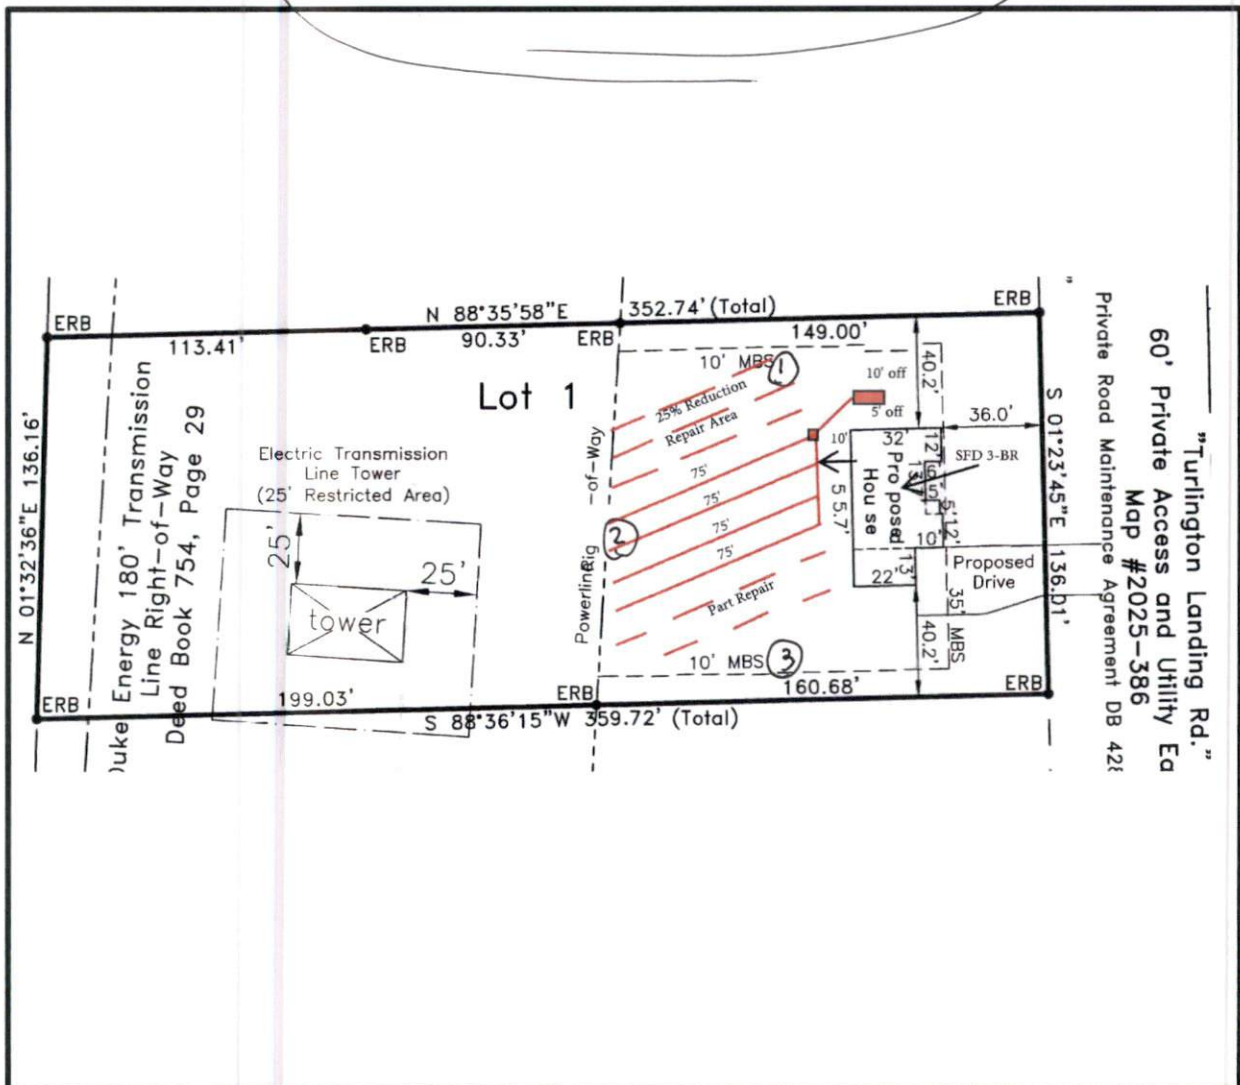 N 88°35'58"E
352.74' (Total)
ERB
ERB
113.41'
ERB
90.33'
ERB
149.00'
10' MBS
1
40.2'
10' off
5' off
36.0'
Lot 1
25% Reduction
Repair Area
N 01°32'36"E 136.16'
Duke Energy 180' Transmission
Line Right-of-Way
Deed Book 754, Page 29
Electric Transmission
Line Tower
(25' Restricted Area)
25'
25'
tower
Powerline
-of-Way
2
75'
75'
75'
75'
Part Repair
10'
32'
Proposed
House
55.7'
12'
13'
5'
12'
10'
13'
22'
SFD 3-BR
Proposed
Drive
35' MBS
40.2'
10' MBS
3
ERB
199.03'
ERB
160.68'
ERB
S 88°36'15"W 359.72' (Total)
S 01°23'45"E 136.01'
"Turlington Landing Rd."
60' Private Access and Utility Ea
Map #2025-386
Private Road Maintenance Agreement DB 428
"